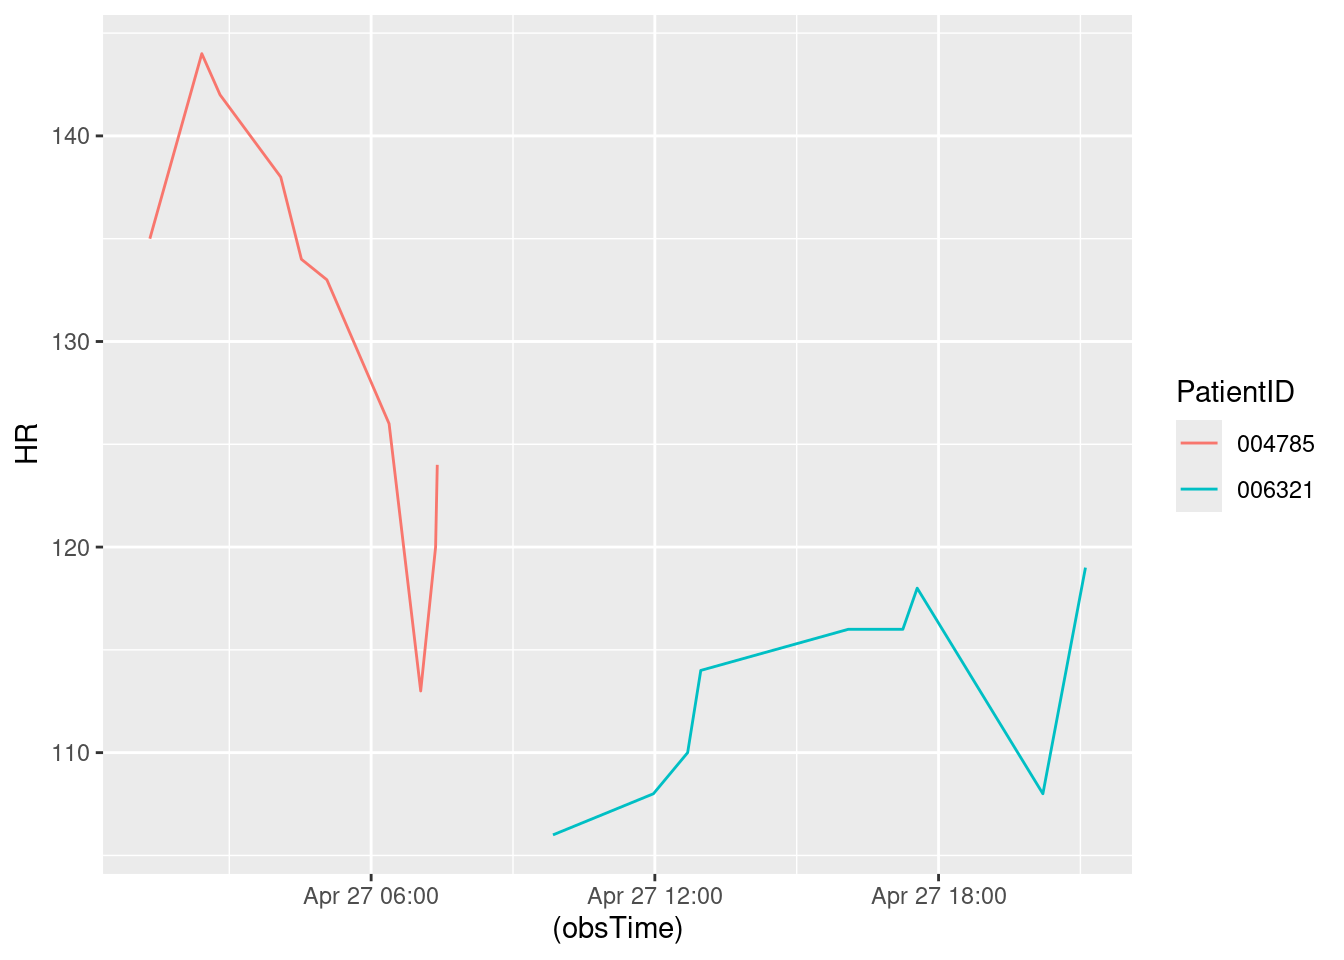 140
130
120
110
HR
Apr 27 06:00
Apr 27 12:00
Apr 27 18:00
(obsTime)
PatientID
004785
006321